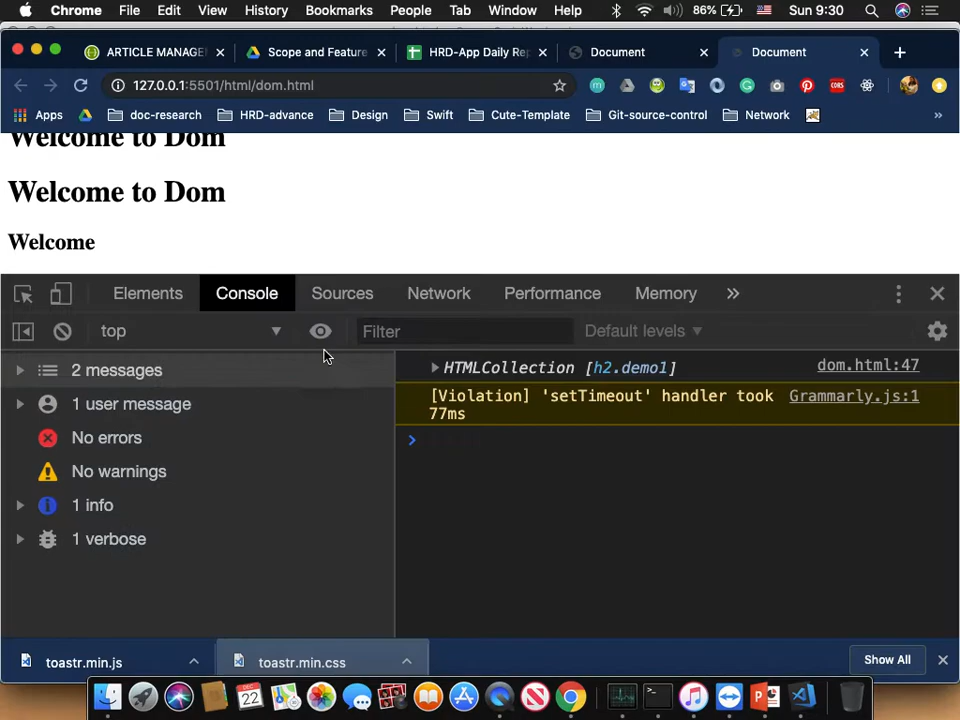 Chrome File Edit View History Bookmarks People Tab Window Help 86% Sun 9:30
ARTICLE MANAGE Scope and Feature HRD-App Daily Re Document Document
127.0.0.1:5501/html/dom.html
Apps doc-research HRD-advance Design Swift Cute-Template Git-source-control Network »
Welcome to Dom
Welcome to Dom
Welcome
Elements Console Sources Network Performance Memory »
top Filter Default levels
2 messages
1 user message
No errors
No warnings
1 info
1 verbose
HTMLCollection [h2.demo1] dom.html:47
[Violation] 'setTimeout' handler took Grammarly.js:1
77ms
toastr.min.js toastr.min.css Show All
DEC
22